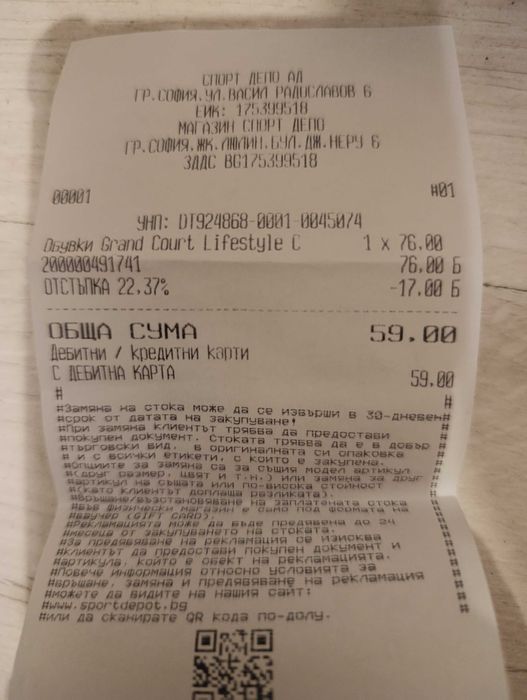 СПОРТ ДЕПО АД
ГР.СОФИЯ.УЛ.ВАСИЛ РАДОСЛАВОВ 6
ЕИК: 175399518
МАГАЗИН СПОРТ ДЕПО
ГР.СОФИЯ.ЖК.ЛЮЛИН.БУЛ.ДЖ.НЕРУ 6
ЗДДС BG175399518
00001 #01
УНП: DT924868-0001-0045074
Обувки Grand Court Lifestyle C 1 x 76.00
200000491741 76.00 Б
ОТСТЪПКА 22,37% -17.00 Б
ОБЩА СУМА 59.00
Дебитни / кредитни карти
С ДЕБИТНА КАРТА 59.00
# #
#Замяна на стока може да се извърши в 30-дневен#
#срок от датата на закупуване! #
#При замяна клиентът трябва да предостави #
#покупен документ. Стоката трябва да е в добър #
#търговски вид, в оригиналната си опаковка #
# и с всички етикети, с които е закупена. #
#Опциите за замяна са за същия модел артикул #
#(друг размер, цвят и т.н.) или замяна за друг #
#артикул на същата или по-висока стойност #
#(като клиентът доплаща разликата). #
#Връщане/възстановяване на заплатената стока #
#във физически магазин е само под формата на #
#ваучер (GIFT CARD). #
#Рекламацията може да бъде предявена до 24 #
#месеца от закупуването на стоката. #
#За предявяване на рекламация се изисква #
#клиентът да предостави покупен документ и #
#артикула, който е обект на рекламацията. #
#Повече информация относно условията за #
#връщане, замяна и предявяване на рекламация #
#можете да видите на нашия сайт: #
#www.sportdepot.bg #
#или да сканирате QR кода по-долу. #